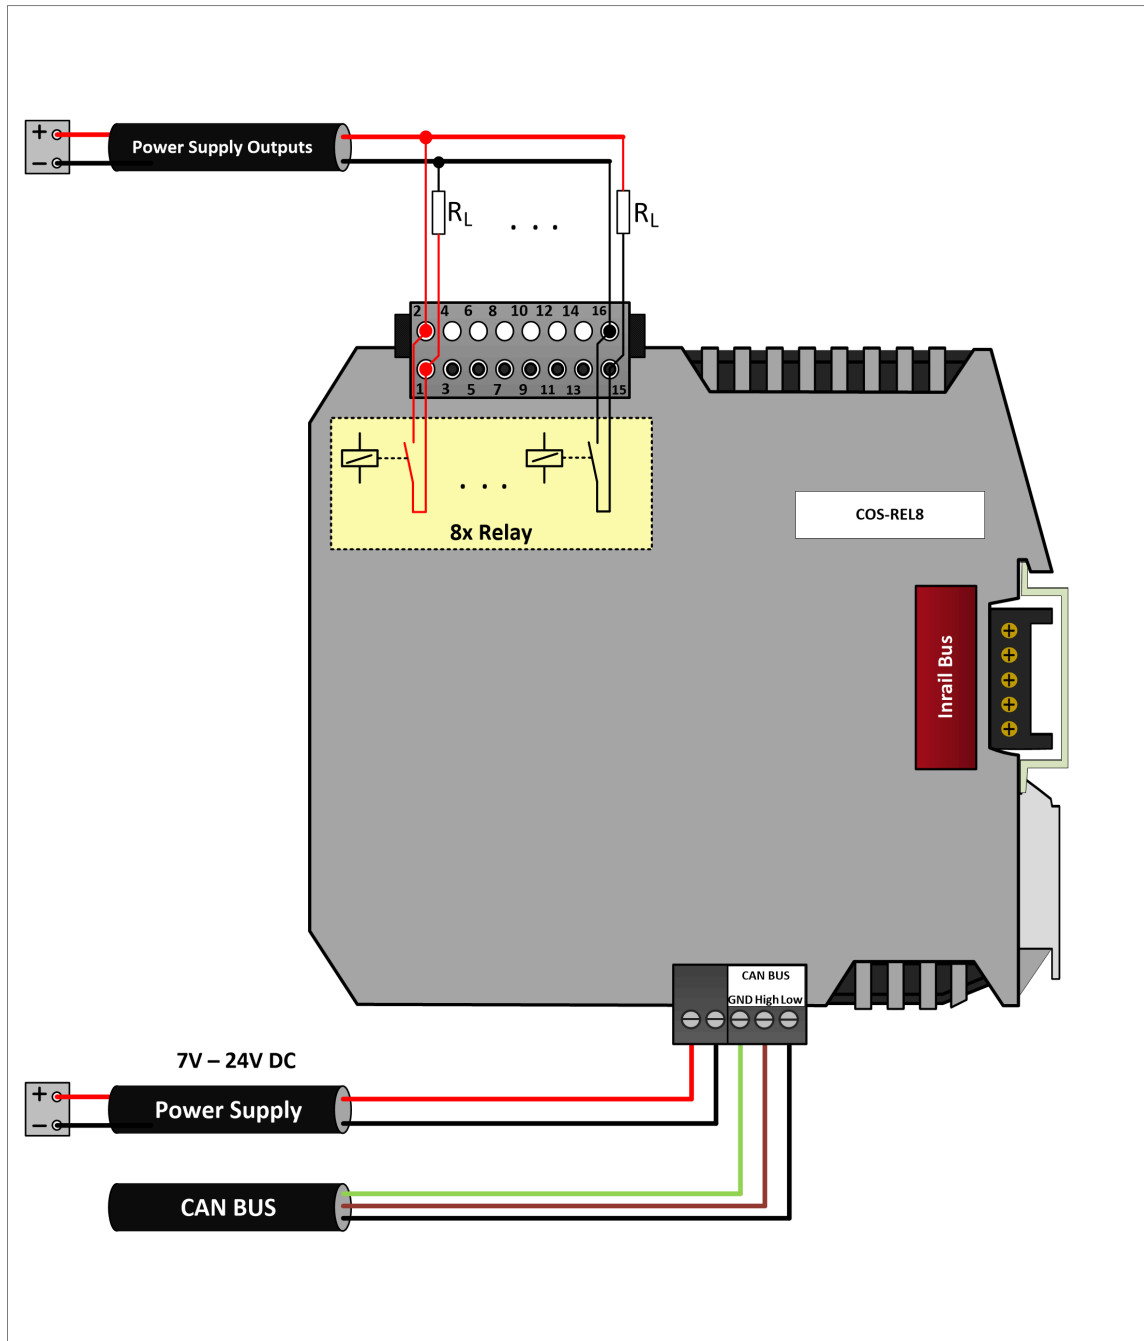 +
−
Power Supply Outputs
RL
. . .
RL
2 4 6 8 10 12 14 16
1 3 5 7 9 11 13 15
. . .
8x Relay
COS-REL8
Inrail Bus
CAN BUS
GND High Low
7V – 24V DC
+
−
Power Supply
CAN BUS